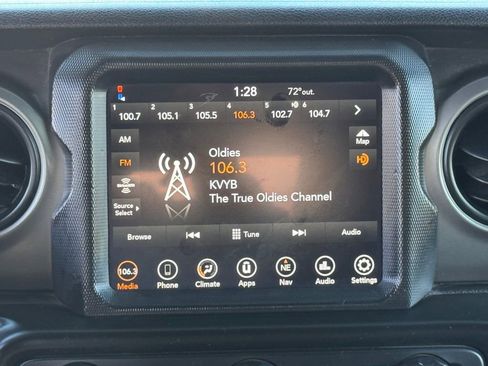 1:28 72°out.
1 2 3 4 5 6
100.7 105.1 105.5 106.3 102.7 104.7
AM
Map
FM
Oldies
106.3
KVYB
The True Oldies Channel
Source
Select
Browse Tune Audio
106.3 NE
Media Phone Climate Apps Nav Audio Settings